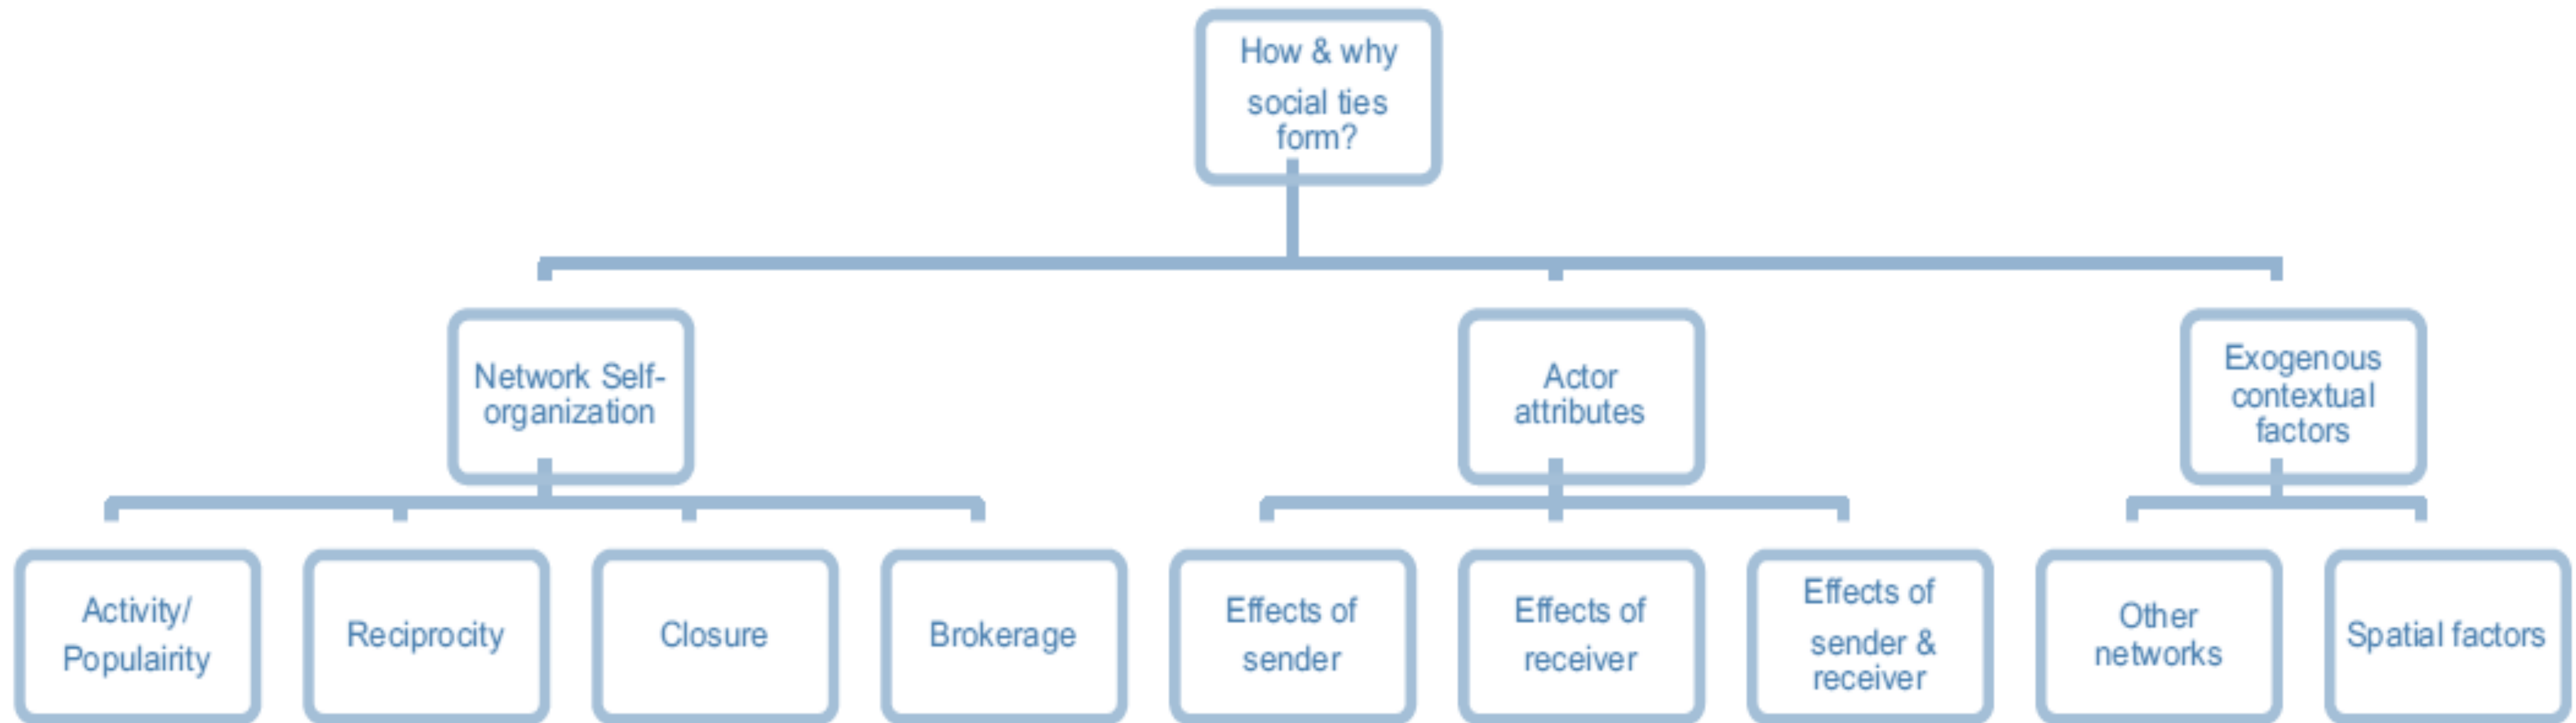 How & why
social ties
form?
Network Self-
organization
Actor
attributes
Exogenous
contextual
factors
Activity/
Populairity
Reciprocity
Closure
Brokerage
Effects of
sender
Effects of
receiver
Effects of
sender &
receiver
Other
networks
Spatial factors